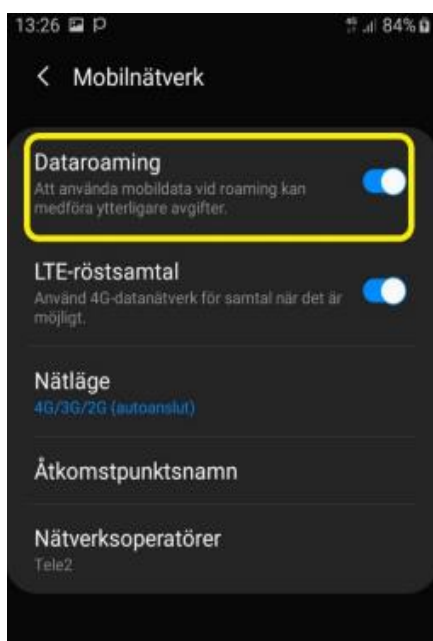 13:26 84%
Mobilnätverk
Dataroaming
Att använda mobildata vid roaming kan
medföra ytterligare avgifter.
LTE-röstsamtal
Använd 4G-datanätverk för samtal när det är
möjligt.
Nätläge
4G/3G/2G (autoanslut)
Åtkomstpunktsnamn
Nätverksoperatörer
Tele2